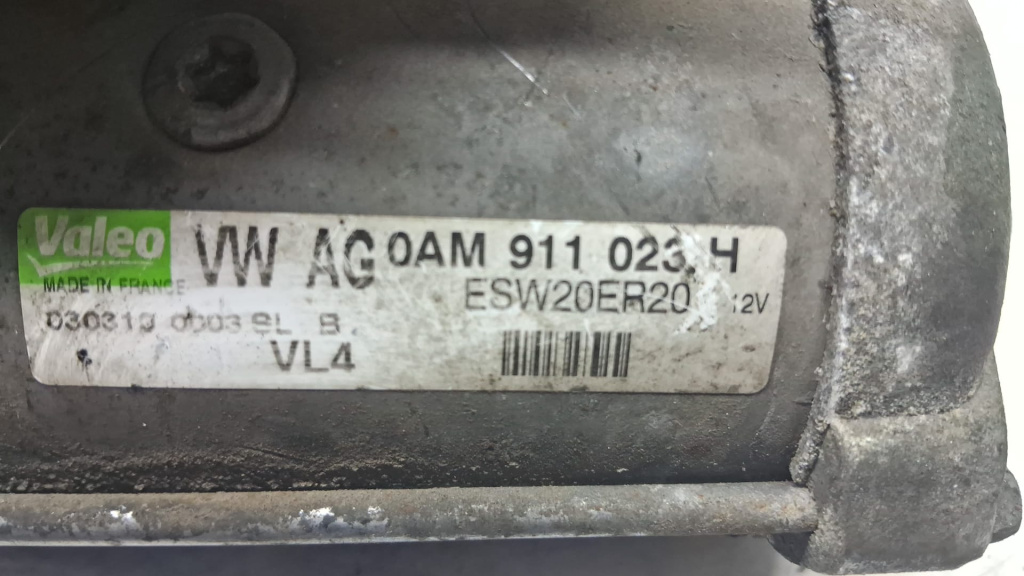 Valeo
MADE IN FRANCE
VW AG 0AM 911 023 H
ESW20ER20 12V
VL4